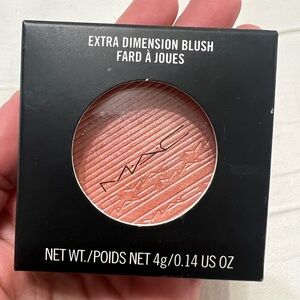 EXTRA DIMENSION BLUSH
FARD À JOUES
MAC
NET WT./POIDS NET 4g/0.14 US OZ